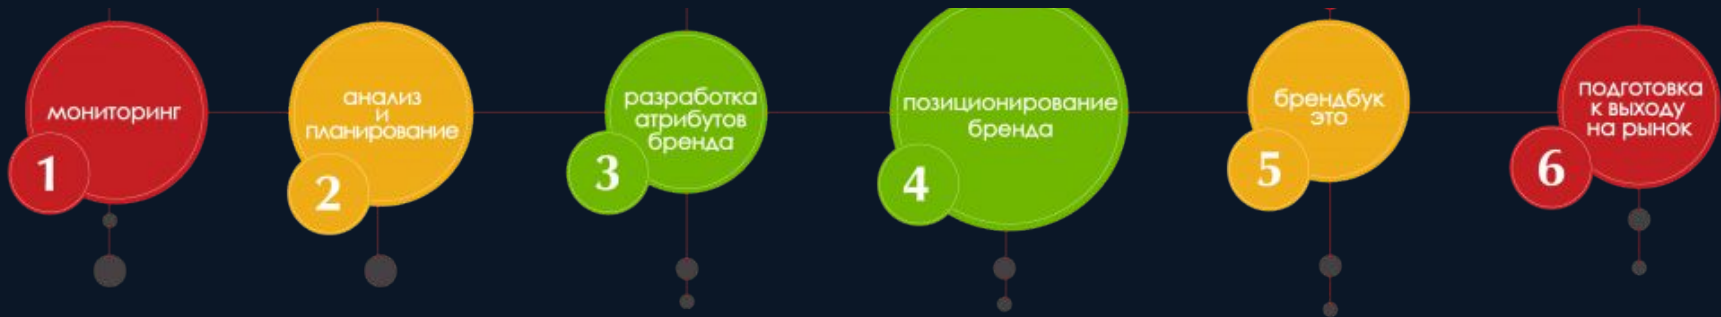 мониторинг
1
анализ
и
планирование
2
разработка
атрибутов
бренда
3
позиционирование
бренда
4
брендбук
это
5
подготовка
к выходу
на рынок
6